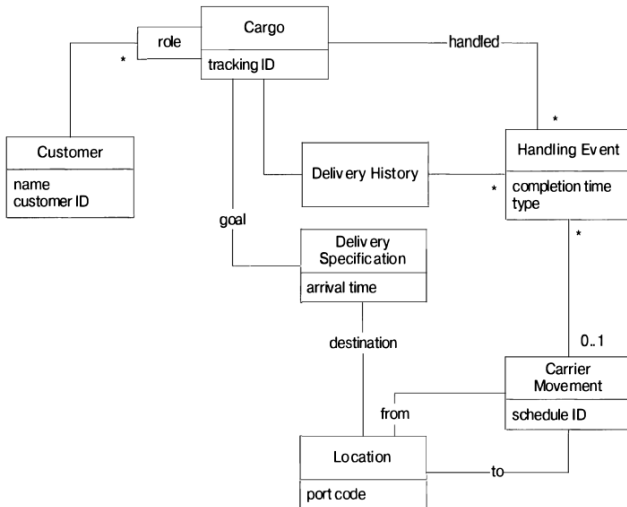 Cargo
role
tracking ID
handled
*
*
Customer
name
customer ID
Handling Event
completion time
type
Delivery History
*
*
goal
Delivery
Specification
arrival time
destination
0..1
Carrier
Movement
schedule ID
from
Location
port code
to